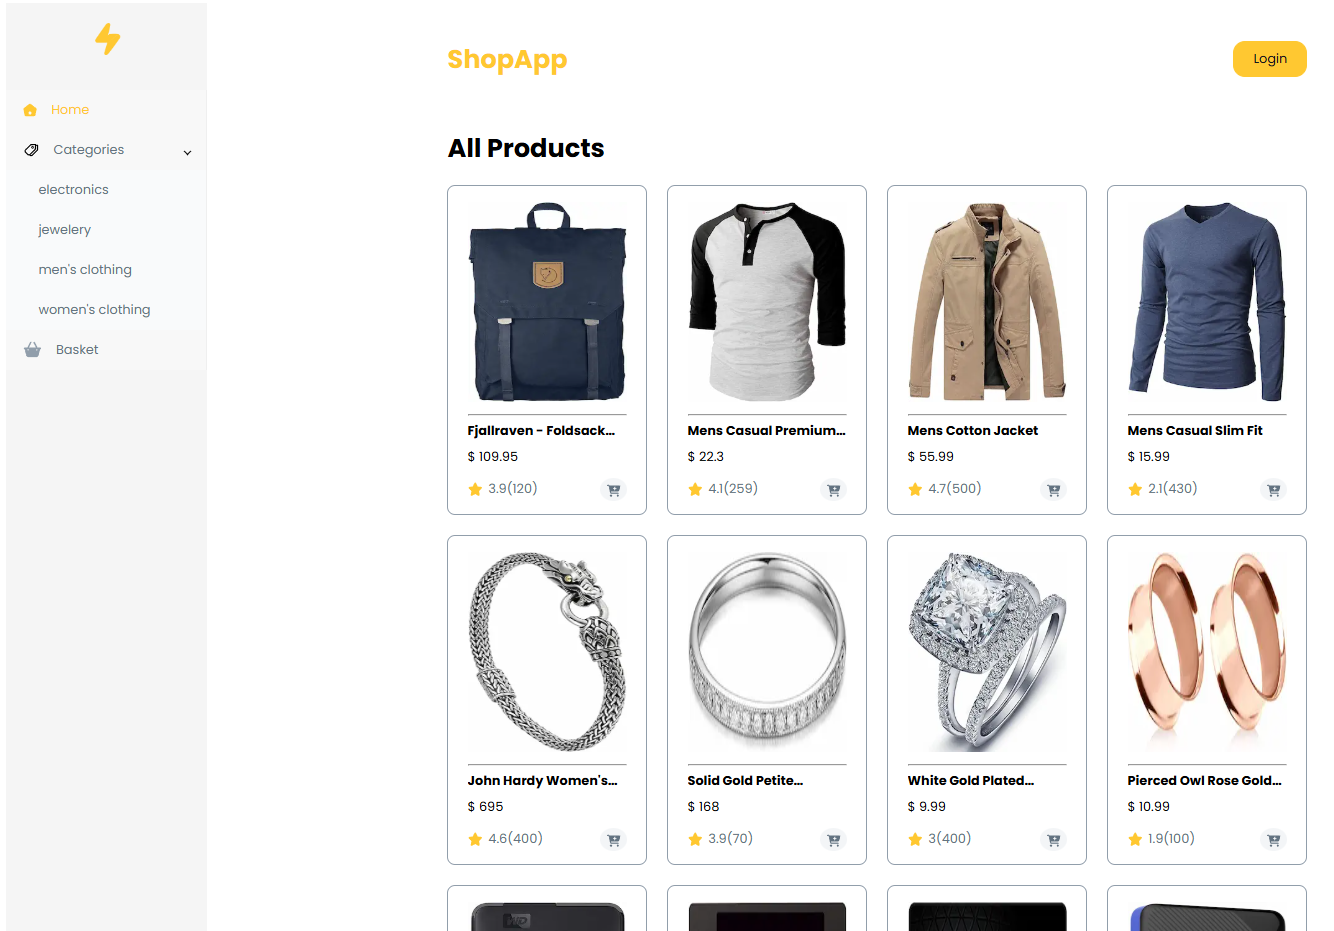 ShopApp
Login
Home
Categories
electronics
jewelery
men's clothing
women's clothing
Basket
All Products
Fjallraven - Foldsack...
$ 109.95
3.9(120)
Mens Casual Premium...
$ 22.3
4.1(259)
Mens Cotton Jacket
$ 55.99
4.7(500)
Mens Casual Slim Fit
$ 15.99
2.1(430)
John Hardy Women's...
$ 695
4.6(400)
Solid Gold Petite...
$ 168
3.9(70)
White Gold Plated...
$ 9.99
3(400)
Pierced Owl Rose Gold...
$ 10.99
1.9(100)
WD